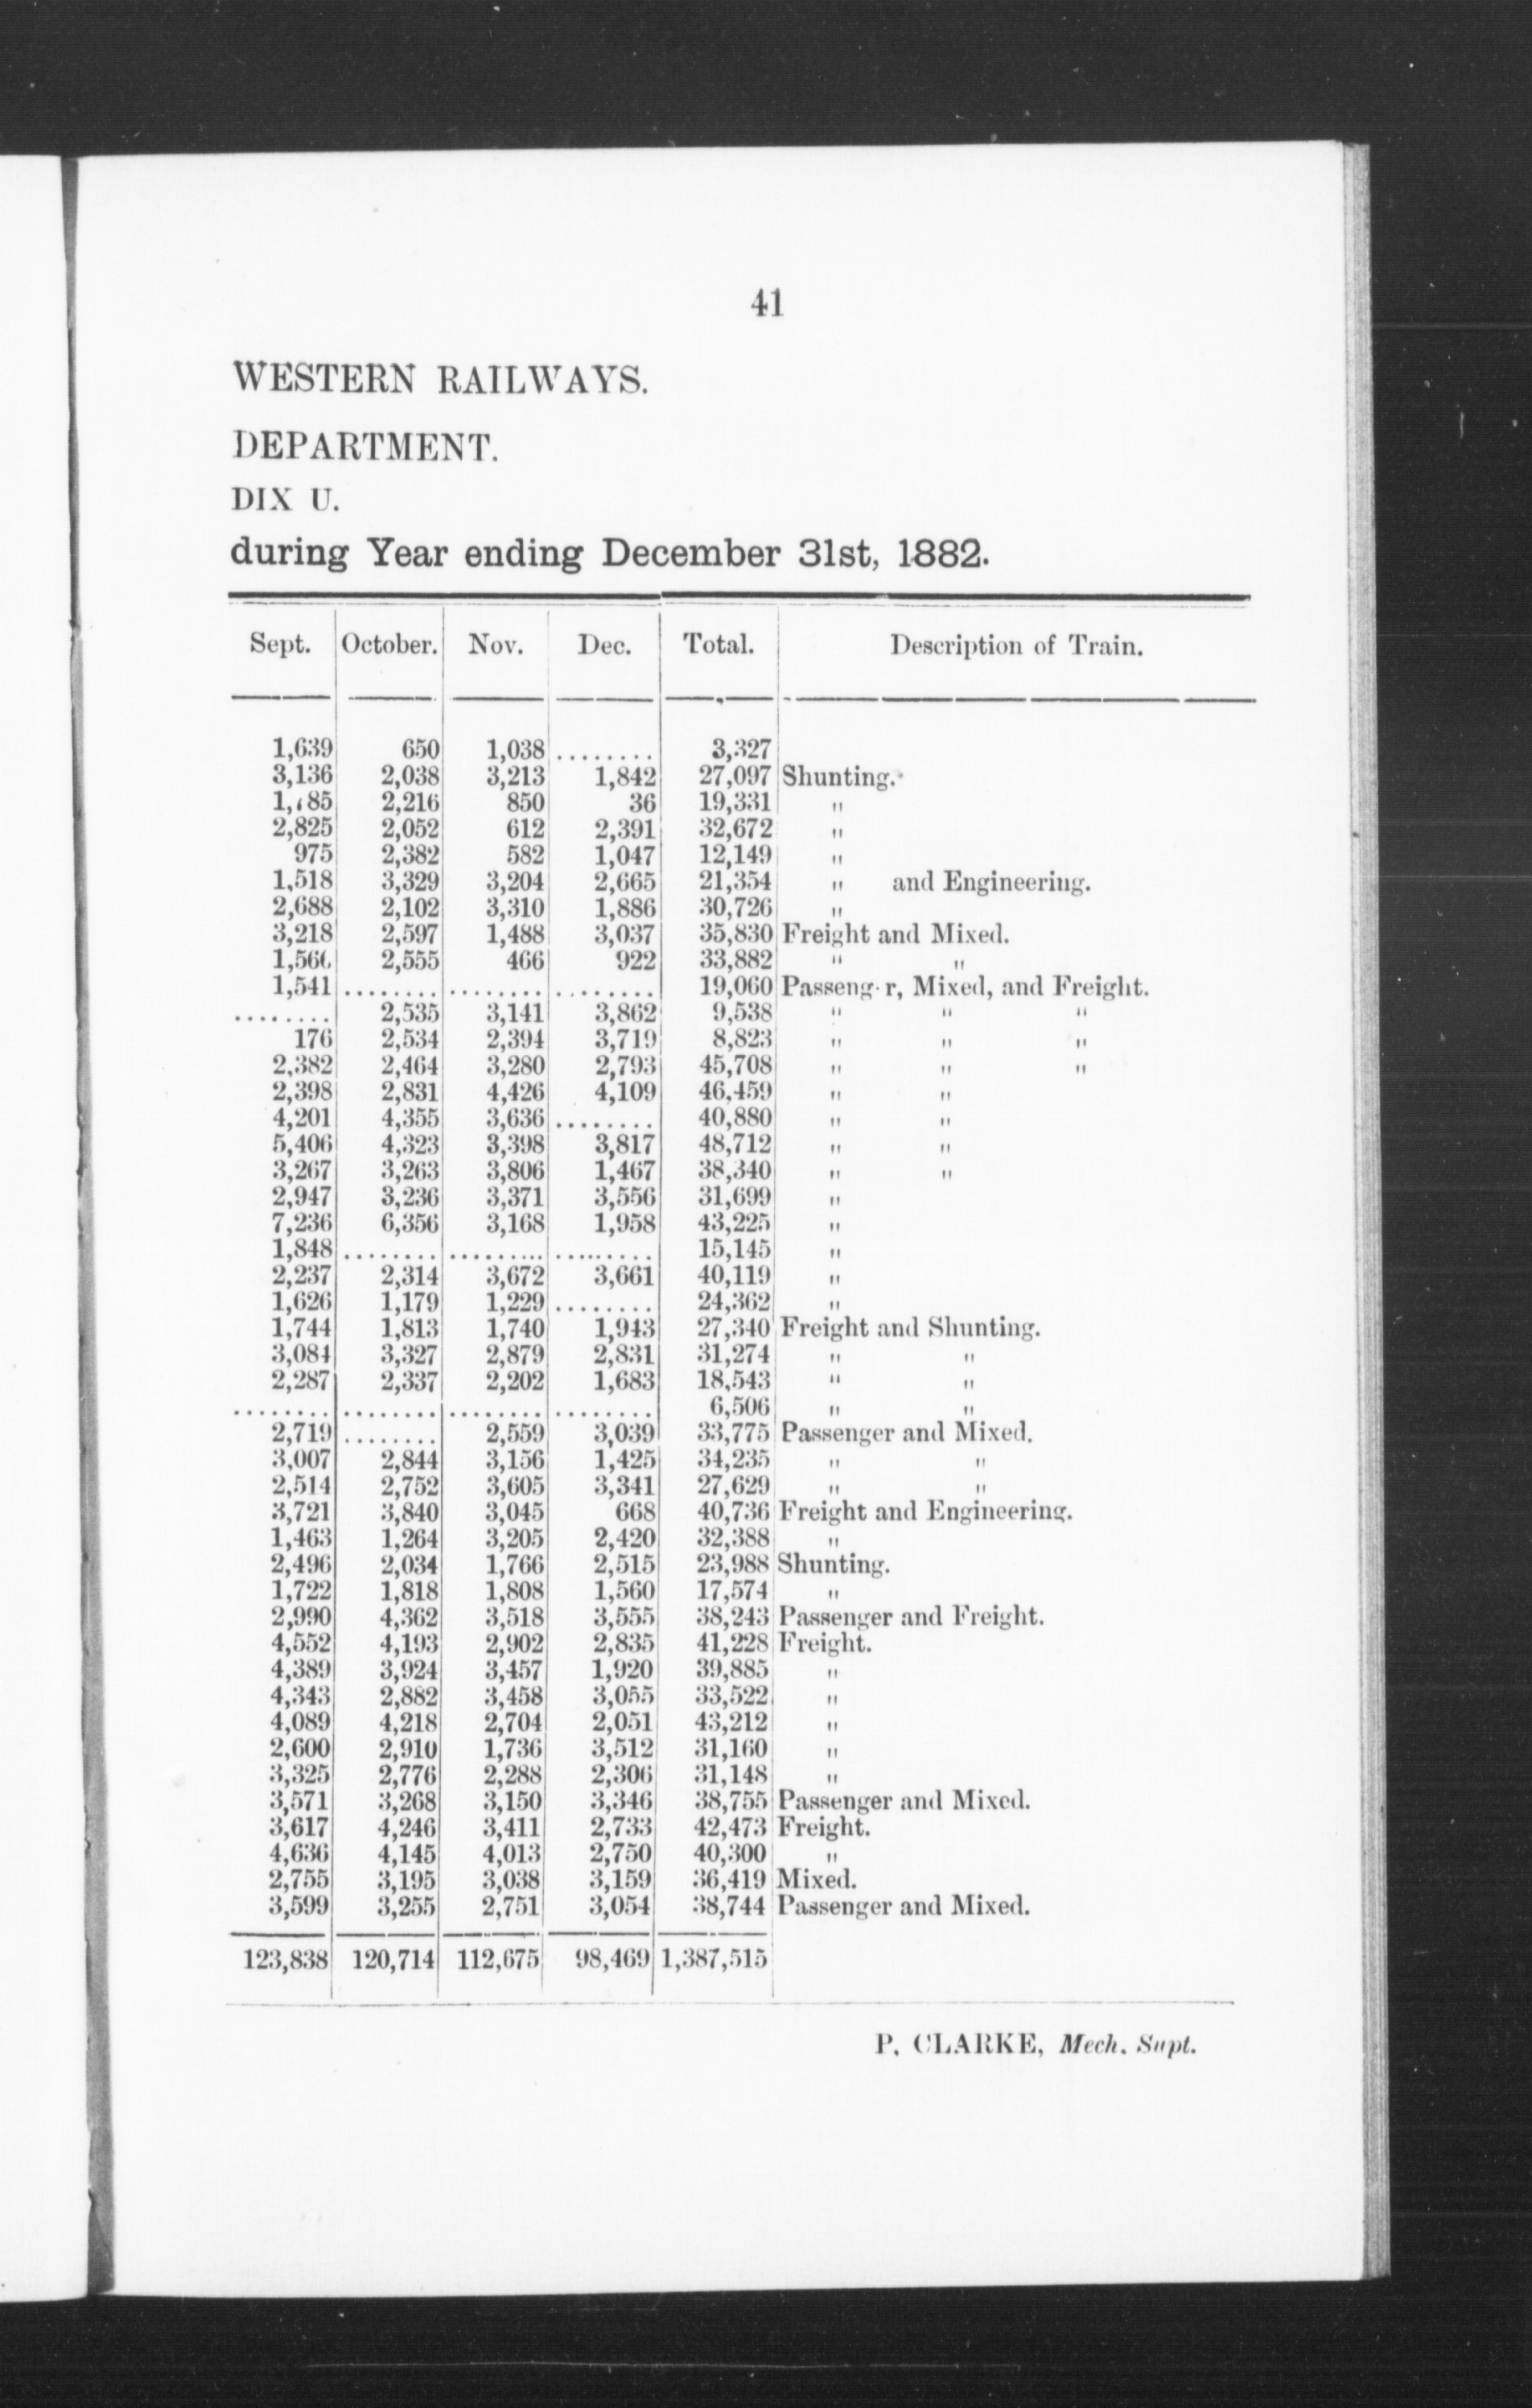 41
WESTERN RAILWAYS.
DEPARTMENT.
DIX U.
during Year ending December 31st, 1882.
Sept. October. Nov. Dec. Total. Description of Train.
1,639 650 1,038 ........ 3,327
3,136 2,038 3,213 1,842 27,097 Shunting.
2,216 850 36 19,331 "
2,825 2,052 612 2,391 32,672 "
975 2,382 582 1,047 12,149 "
1,518 3,329 3,204 2,665 21,354 " and Engineering.
2,688 2,102 3,310 1,886 30,726 "
3,218 2,597 1,488 3,037 35,830 Freight and Mixed.
2,555 466 922 33,882 " "
1,541 ........ ........ ........ 19,060 Passeng r, Mixed, and Freight.
........ 2,535 3,141 3,862 9,538 " " "
176 2,534 2,394 3,719 8,823 " " "
2,382 2,464 3,280 2,793 45,708 " " "
2,398 2,831 4,426 4,109 46,459 " "
4,201 4,355 3,636 ........ 40,880 " "
5,406 4,323 3,398 3,817 48,712 " "
3,267 3,263 3,806 1,467 38,340 " "
2,947 3,236 3,371 3,556 31,699 "
7,236 6,356 3,168 1,958 43,225 "
1,848 ........ ......... ......... 15,145 "
2,237 2,314 3,672 3,661 40,119 "
1,626 1,179 1,229 ........ 24,362 "
1,744 1,813 1,740 1,943 27,340 Freight and Shunting.
3,084 3,327 2,879 2,831 31,274 " "
2,287 2,337 2,202 1,683 18,543 " "
........ ........ ........ ........ 6,506 " "
2,719 ........ 2,559 3,039 33,775 Passenger and Mixed.
3,007 2,844 3,156 1,425 34,235 " "
2,514 2,752 3,605 3,341 27,629 " "
3,721 3,840 3,045 668 40,736 Freight and Engineering.
1,463 1,264 3,205 2,420 32,388 "
2,496 2,034 1,766 2,515 23,988 Shunting.
1,722 1,818 1,808 1,560 17,574 "
2,990 4,362 3,518 3,555 38,243 Passenger and Freight.
4,552 4,193 2,902 2,835 41,228 Freight.
4,389 3,924 3,457 1,920 39,885 "
4,343 2,882 3,458 3,055 33,522 "
4,089 4,218 2,704 2,051 43,212 "
2,600 2,910 1,736 3,512 31,160 "
3,325 2,776 2,288 2,306 31,148 "
3,571 3,268 3,150 3,346 38,755 Passenger and Mixed.
3,617 4,246 3,411 2,733 42,473 Freight.
4,636 4,145 4,013 2,750 40,300 "
2,755 3,195 3,038 3,159 36,419 Mixed.
3,599 3,255 2,751 3,054 38,744 Passenger and Mixed.
123,838 120,714 112,675 98,469 1,387,515
P. CLARKE, Mech. Supt.